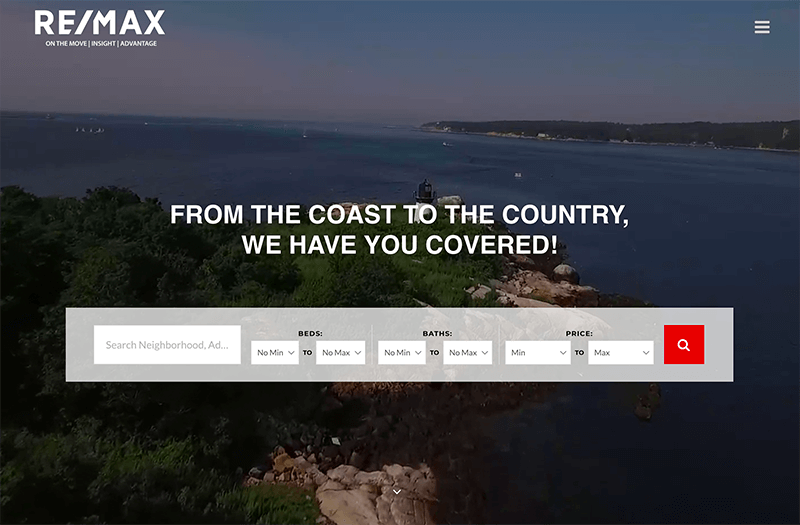 RE/MAX
ON THE MOVE | INSIGHT | ADVANTAGE
FROM THE COAST TO THE COUNTRY,
WE HAVE YOU COVERED!
BEDS: BATHS: PRICE:
Search Neighborhood, Ad... No Min TO No Max No Min TO No Max Min TO Max